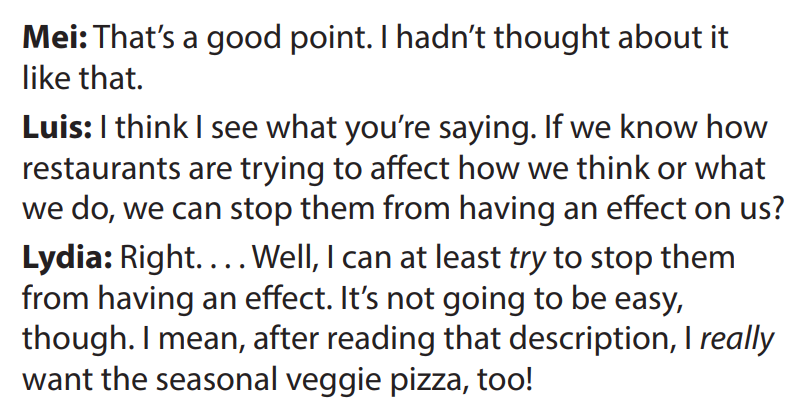 Mei: That’s a good point. I hadn’t thought about it
like that.
Luis: I think I see what you’re saying. If we know how
restaurants are trying to affect how we think or what
we do, we can stop them from having an effect on us?
Lydia: Right. . . . Well, I can at least try to stop them
from having an effect. It’s not going to be easy,
though. I mean, after reading that description, I really
want the seasonal veggie pizza, too!